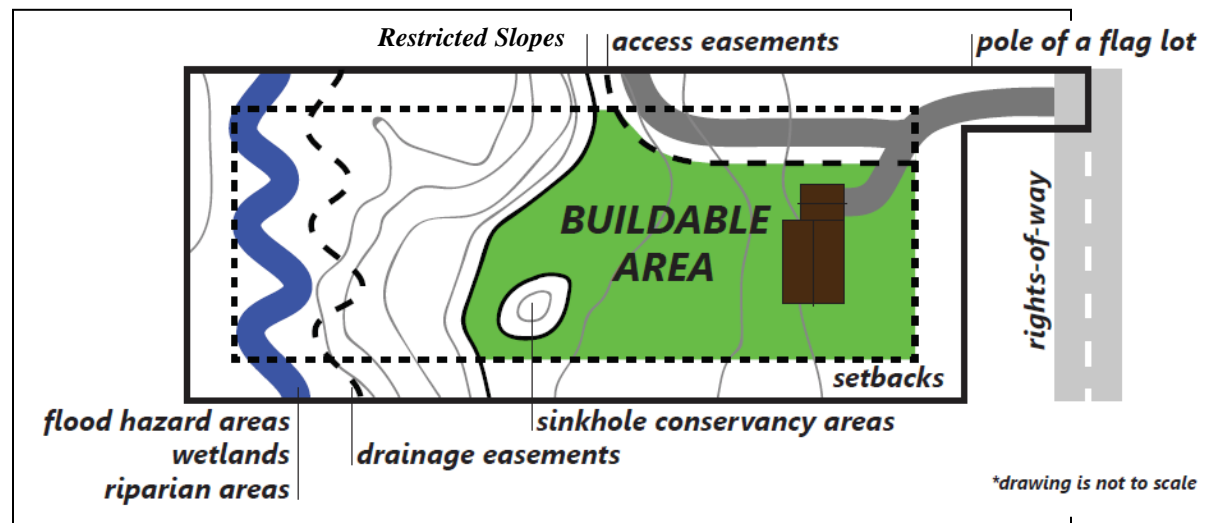 Restricted Slopes
access easements
pole of a flag lot
BUILDABLE
AREA
rights-of-way
setbacks
flood hazard areas
wetlands
riparian areas
drainage easements
sinkhole conservancy areas
*drawing is not to scale